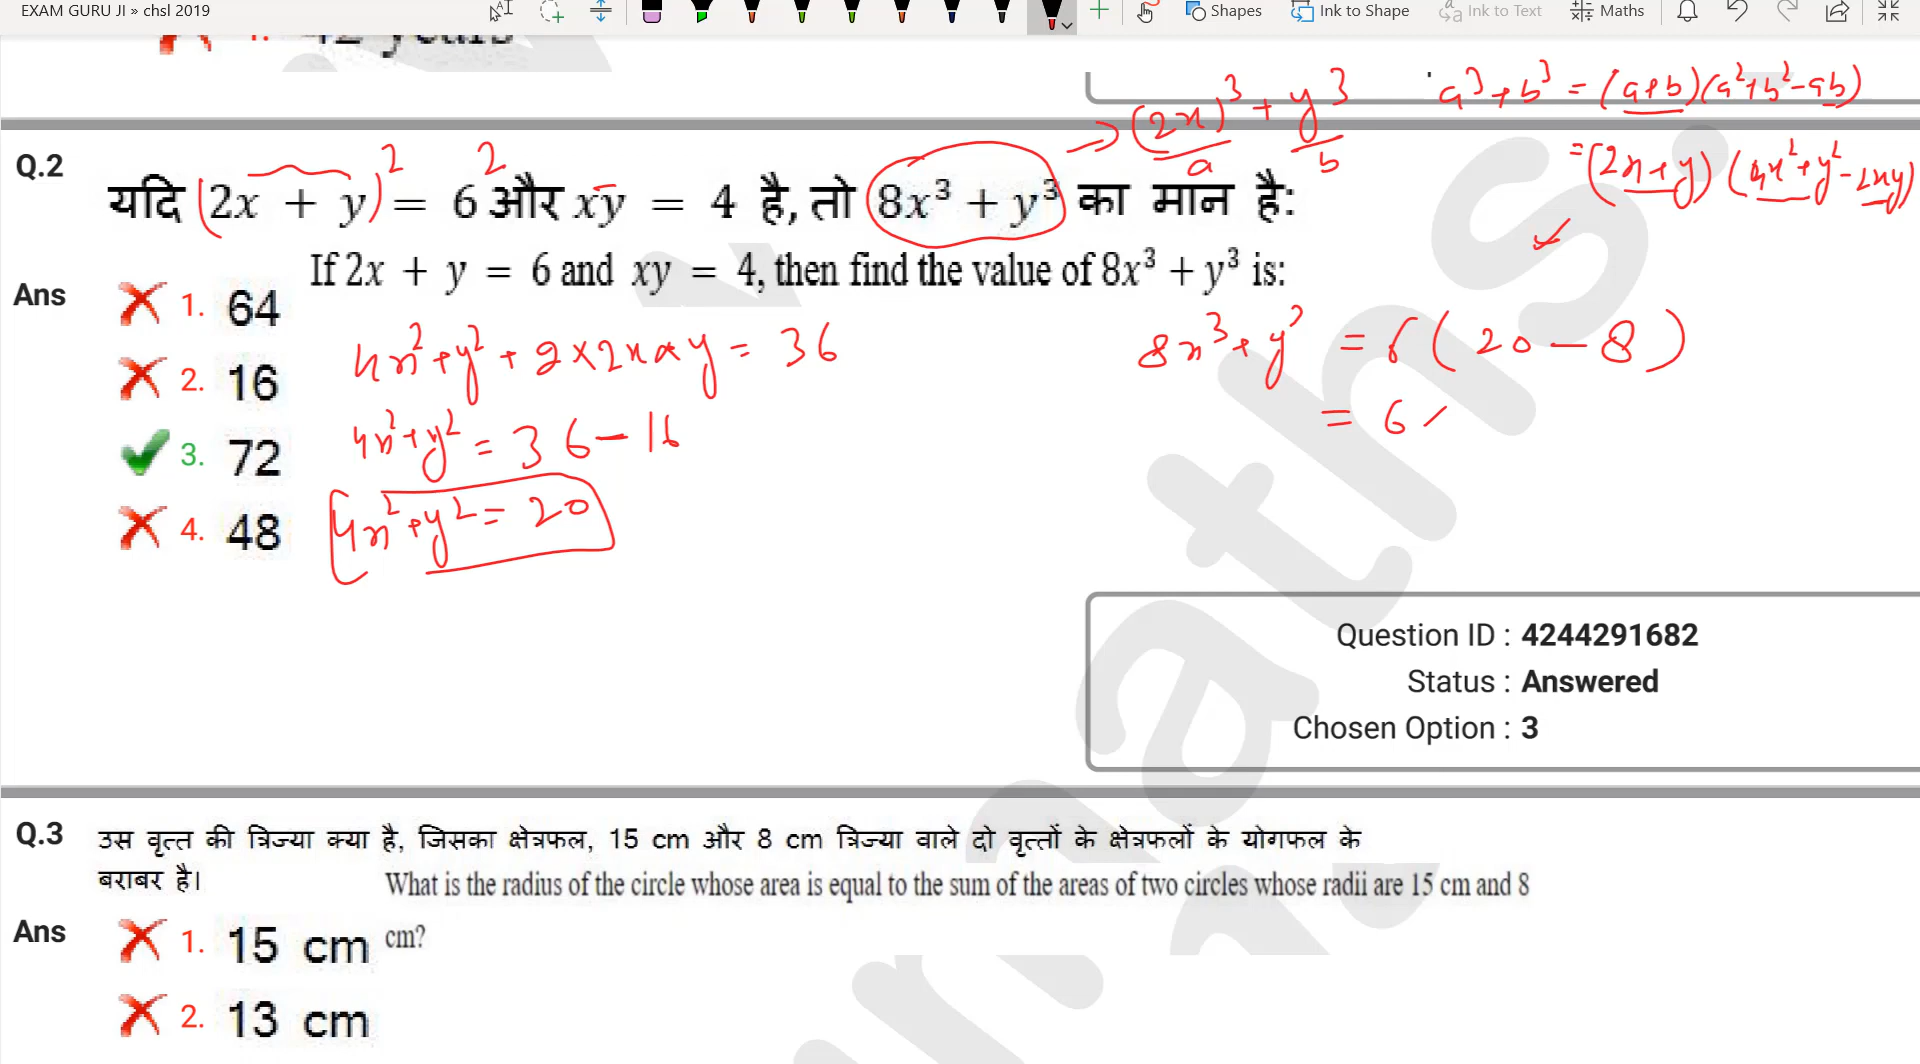 EXAM GURU JI » chsl 2019
Shapes Ink to Shape Ink to Text Maths
1. 42 years
a³+b³ = (a+b)(a²+b²-ab)
=> (2x)³ + y³
a b
= (2x+y)(4x²+y²-2xy)
Q.2
यदि (2x + y)² = 6² और xy = 4 है, तो 8x³ + y³ का मान है:
If 2x + y = 6 and xy = 4, then find the value of 8x³ + y³ is:
Ans
1. 64
2. 16
3. 72
4. 48
4x²+y²+2×2x×y = 36
4x²+y² = 36-16
4x²+y² = 20
8x³+y³ = 6(20-8)
= 6
Question ID : 4244291682
Status : Answered
Chosen Option : 3
Q.3
उस वृत्त की त्रिज्या क्या है, जिसका क्षेत्रफल, 15 cm और 8 cm त्रिज्या वाले दो वृत्तों के क्षेत्रफलों के योगफल के
बराबर है।
What is the radius of the circle whose area is equal to the sum of the areas of two circles whose radii are 15 cm and 8
cm?
Ans
1. 15 cm
2. 13 cm